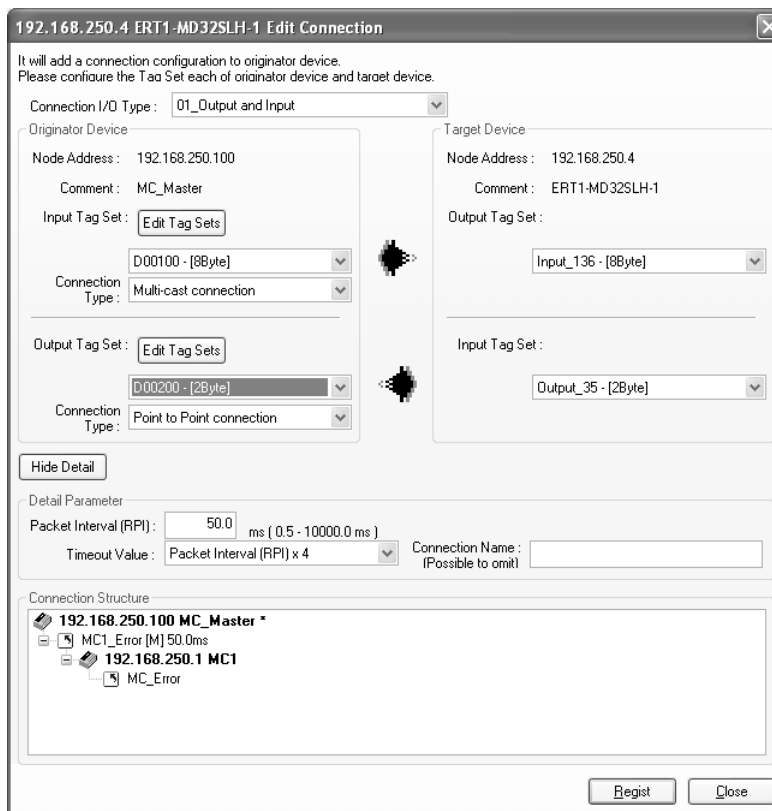 192.168.250.4 ERT1-MD32SLH-1 Edit Connection
It will add a connection configuration to originator device.
Please configure the Tag Set each of originator device and target device.
Connection I/O Type : 01_Output and Input
Originator Device
Node Address : 192.168.250.100
Comment : MC_Master
Input Tag Set : Edit Tag Sets
D00100 - [8Byte]
Connection Type : Multi-cast connection
Output Tag Set : Edit Tag Sets
D00200 - [2Byte]
Connection Type : Point to Point connection
Target Device
Node Address : 192.168.250.4
Comment : ERT1-MD32SLH-1
Output Tag Set :
Input_136 - [8Byte]
Input Tag Set :
Output_35 - [2Byte]
Hide Detail
Detail Parameter
Packet Interval (RPI) : 50.0 ms ( 0.5 - 10000.0 ms )
Timeout Value : Packet Interval (RPI) x 4
Connection Name :
(Possible to omit)
Connection Structure
192.168.250.100 MC_Master *
MC1_Error [M] 50.0ms
192.168.250.1 MC1
MC_Error
Regist Close